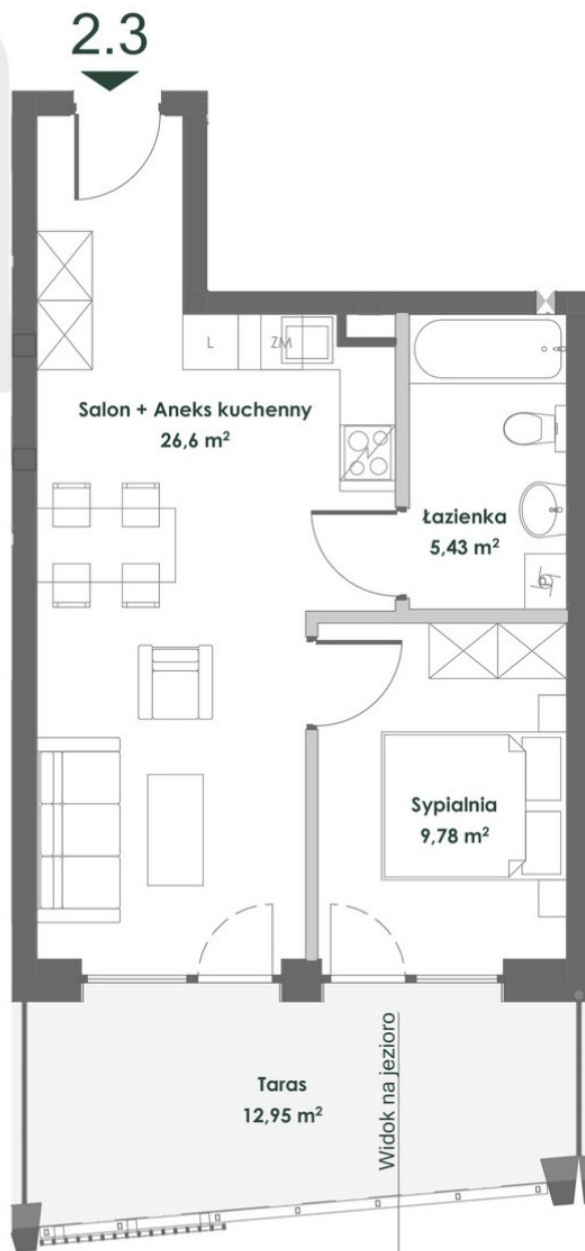 2.3
L
ZM
Salon + Aneks kuchenny
26,6 m²
Łazienka
5,43 m²
Sypialnia
9,78 m²
Widok na jezioro
Taras
12,95 m²